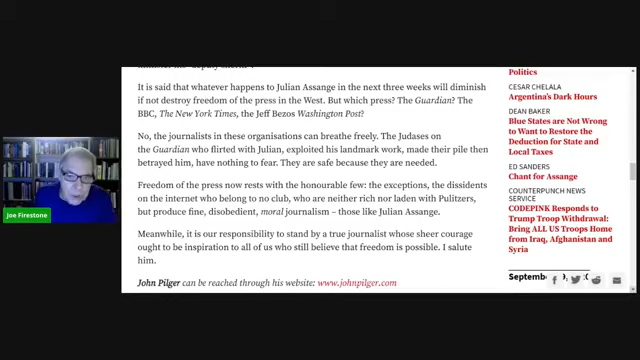 It is said that whatever happens to Julian Assange in the next three weeks will diminish
if not destroy freedom of the press in the West. But which press? The Guardian? The
BBC, The New York Times, the Jeff Bezos Washington Post?
No, the journalists in these organisations can breathe freely. The Judases on
the Guardian who flirted with Julian, exploited his landmark work, made their pile then
betrayed him, have nothing to fear. They are safe because they are needed.
Freedom of the press now rests with the honourable few: the exceptions, the dissidents
on the internet who belong to no club, who are neither rich nor laden with Pulitzers,
but produce fine, disobedient, moral journalism – those like Julian Assange.
Meanwhile, it is our responsibility to stand by a true journalist whose sheer courage
ought to be inspiration to all of us who still believe that freedom is possible. I salute
him.
John Pilger can be reached through his website: www.johnpilger.com
Politics
CESAR CHELALA
Argentina's Dark Hours
DEAN BAKER
Blue States are Not Wrong
to Want to Restore the
Deduction for State and
Local Taxes
ED SANDERS
Chant for Assange
COUNTERPUNCH NEWS
SERVICE
CODEPINK Responds to
Trump Troop Withdrawal:
Bring ALL US Troops Home
from Iraq, Afghanistan and
Syria
Joe Firestone